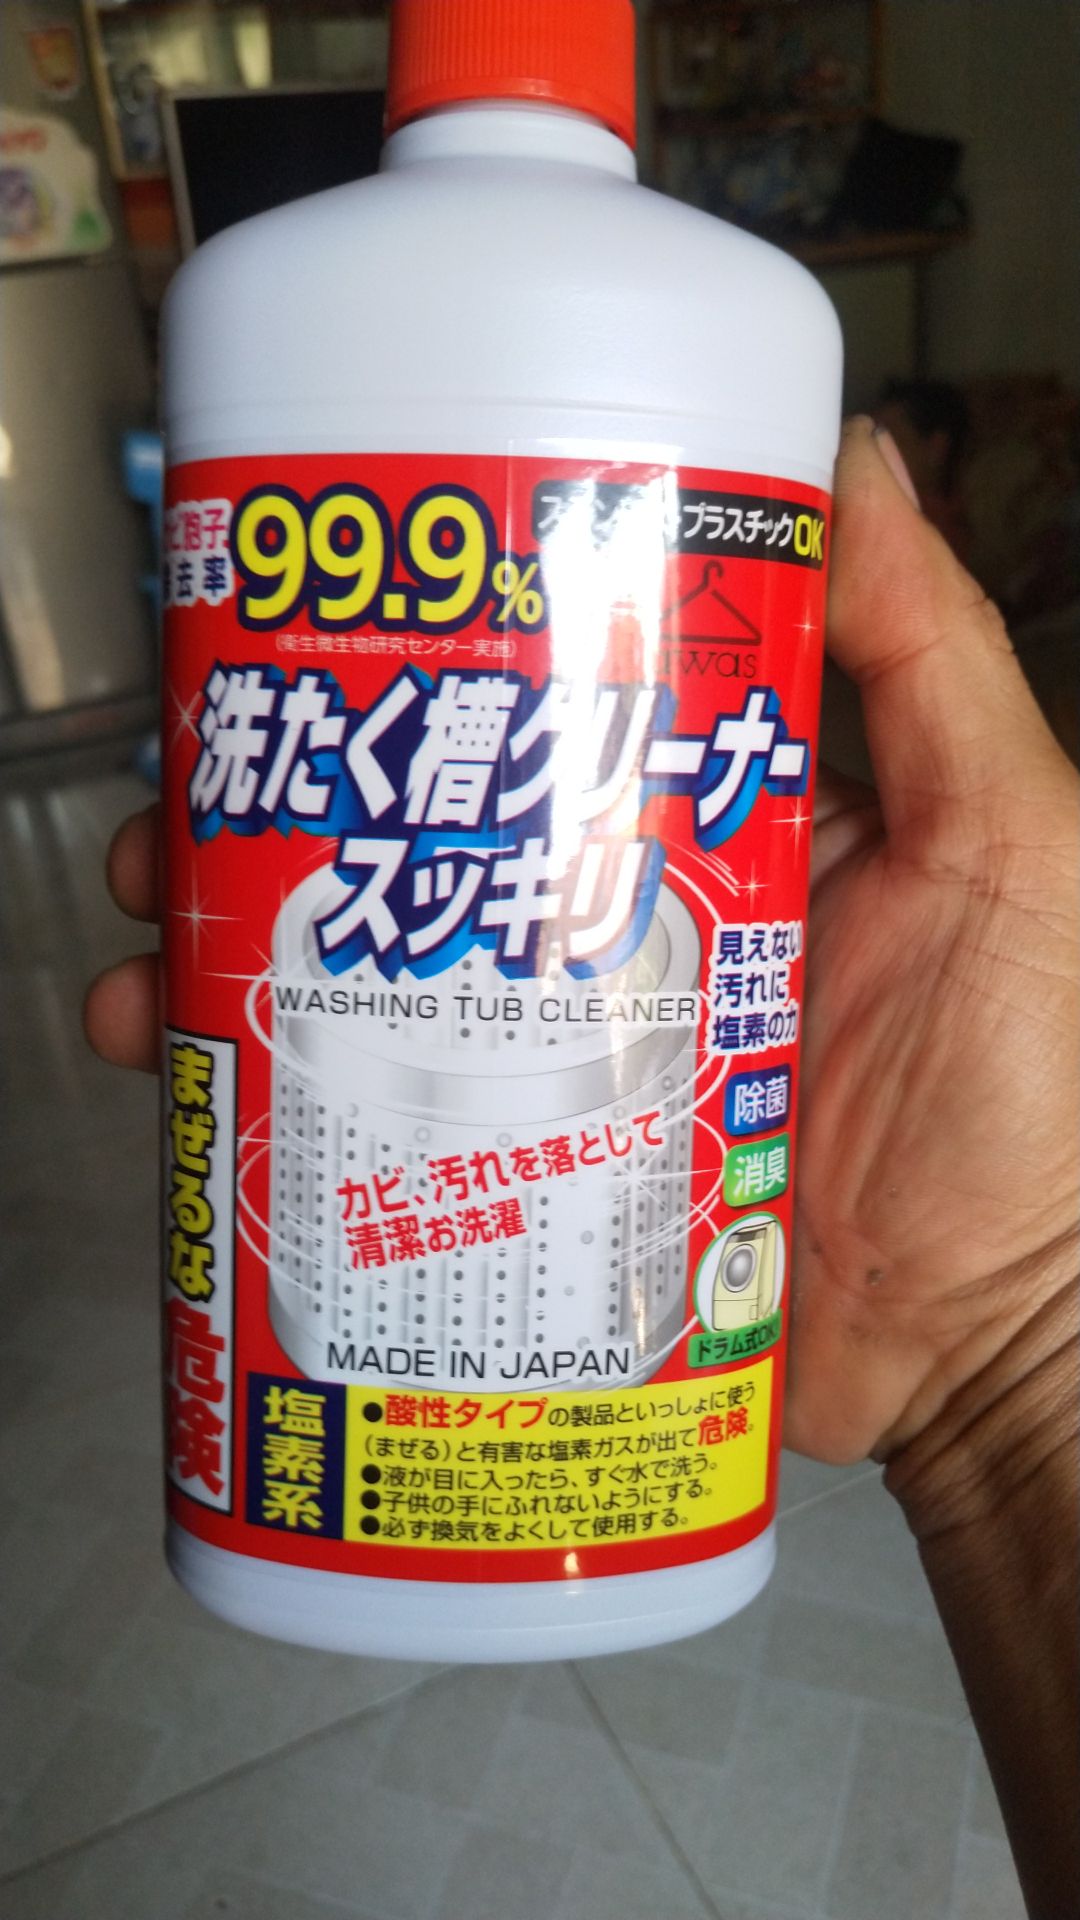 胞子
99.9%
プラスチックOK
(衛生微生物研究センター実施)
awas
洗たく槽クリーナー
スッキリ
WASHING TUB CLEANER
見えない
汚れに
塩素の力
除菌
消臭
カビ、汚れを落として
清潔お洗濯
ドラム式OK!
MADE IN JAPAN
まぜるな
危険
塩素系
●酸性タイプの製品といっしょに使う
(まぜる)と有害な塩素ガスが出て危険。
●液が目に入ったら、すぐ水で洗う。
●子供の手にふれないようにする。
●必ず換気をよくして使用する。